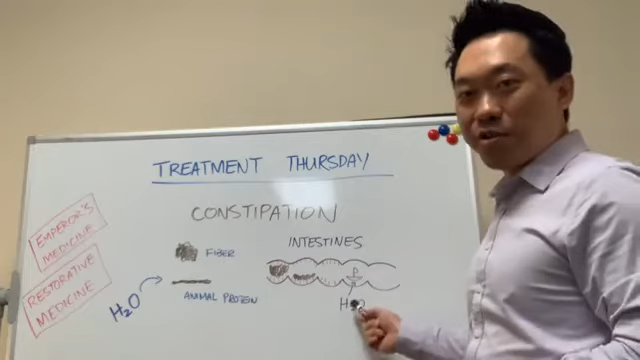 TREATMENT THURSDAY
CONSTIPATION
EMPEROR'S
MEDICINE
RESTORATIVE
MEDICINE
FIBER
H2O
ANIMAL PROTEIN
INTESTINES